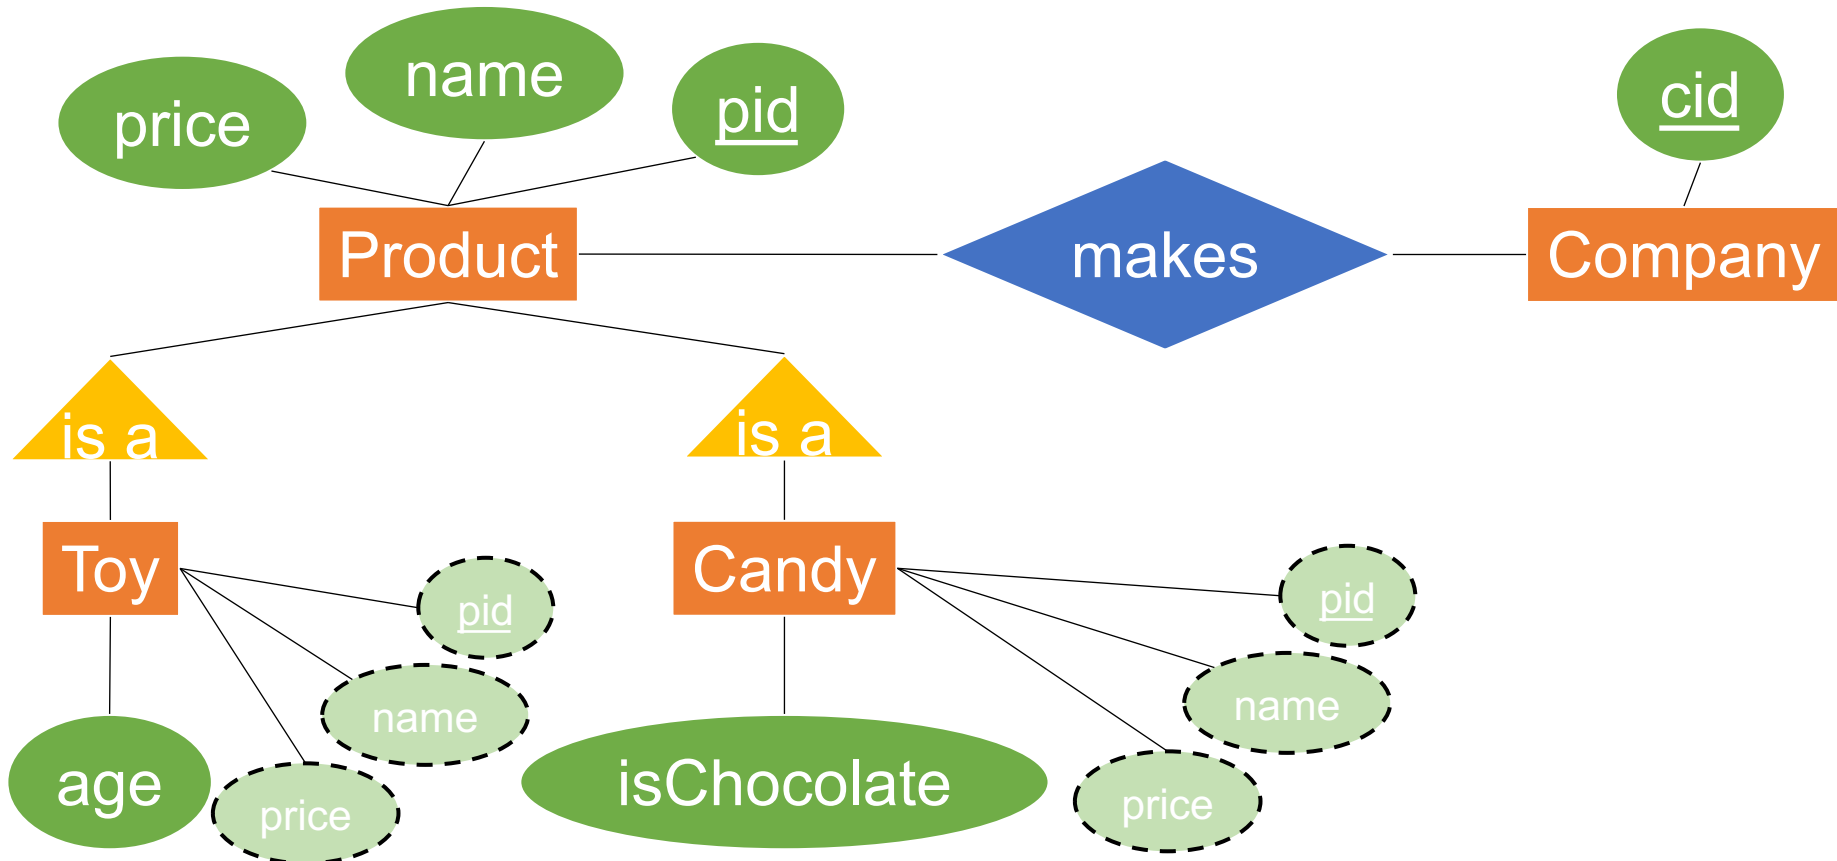 name
price
pid
cid
Product
makes
Company
is a
is a
Toy
Candy
pid
pid
name
name
age
price
isChocolate
price